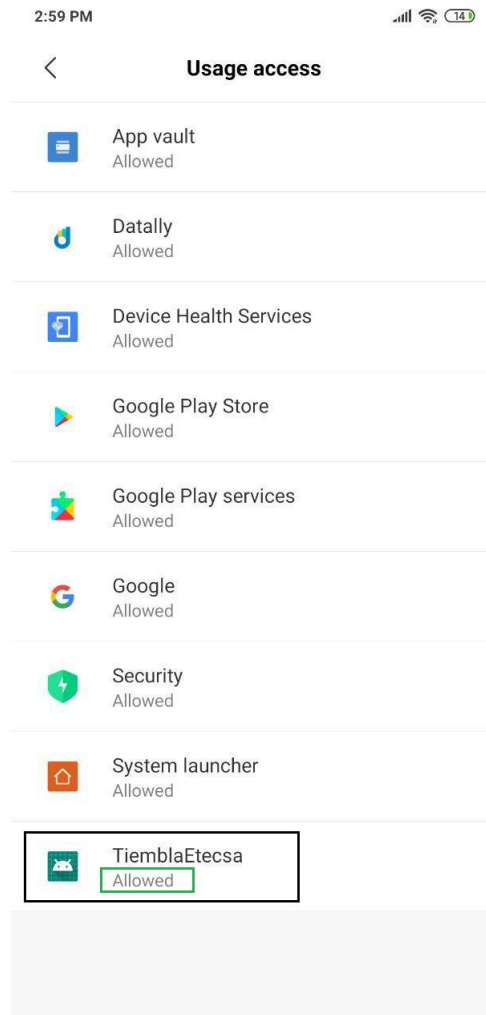 2:59 PM 14
Usage access
App vault
Allowed
Datally
Allowed
Device Health Services
Allowed
Google Play Store
Allowed
Google Play services
Allowed
Google
Allowed
Security
Allowed
System launcher
Allowed
TiemblaEtecsa
Allowed